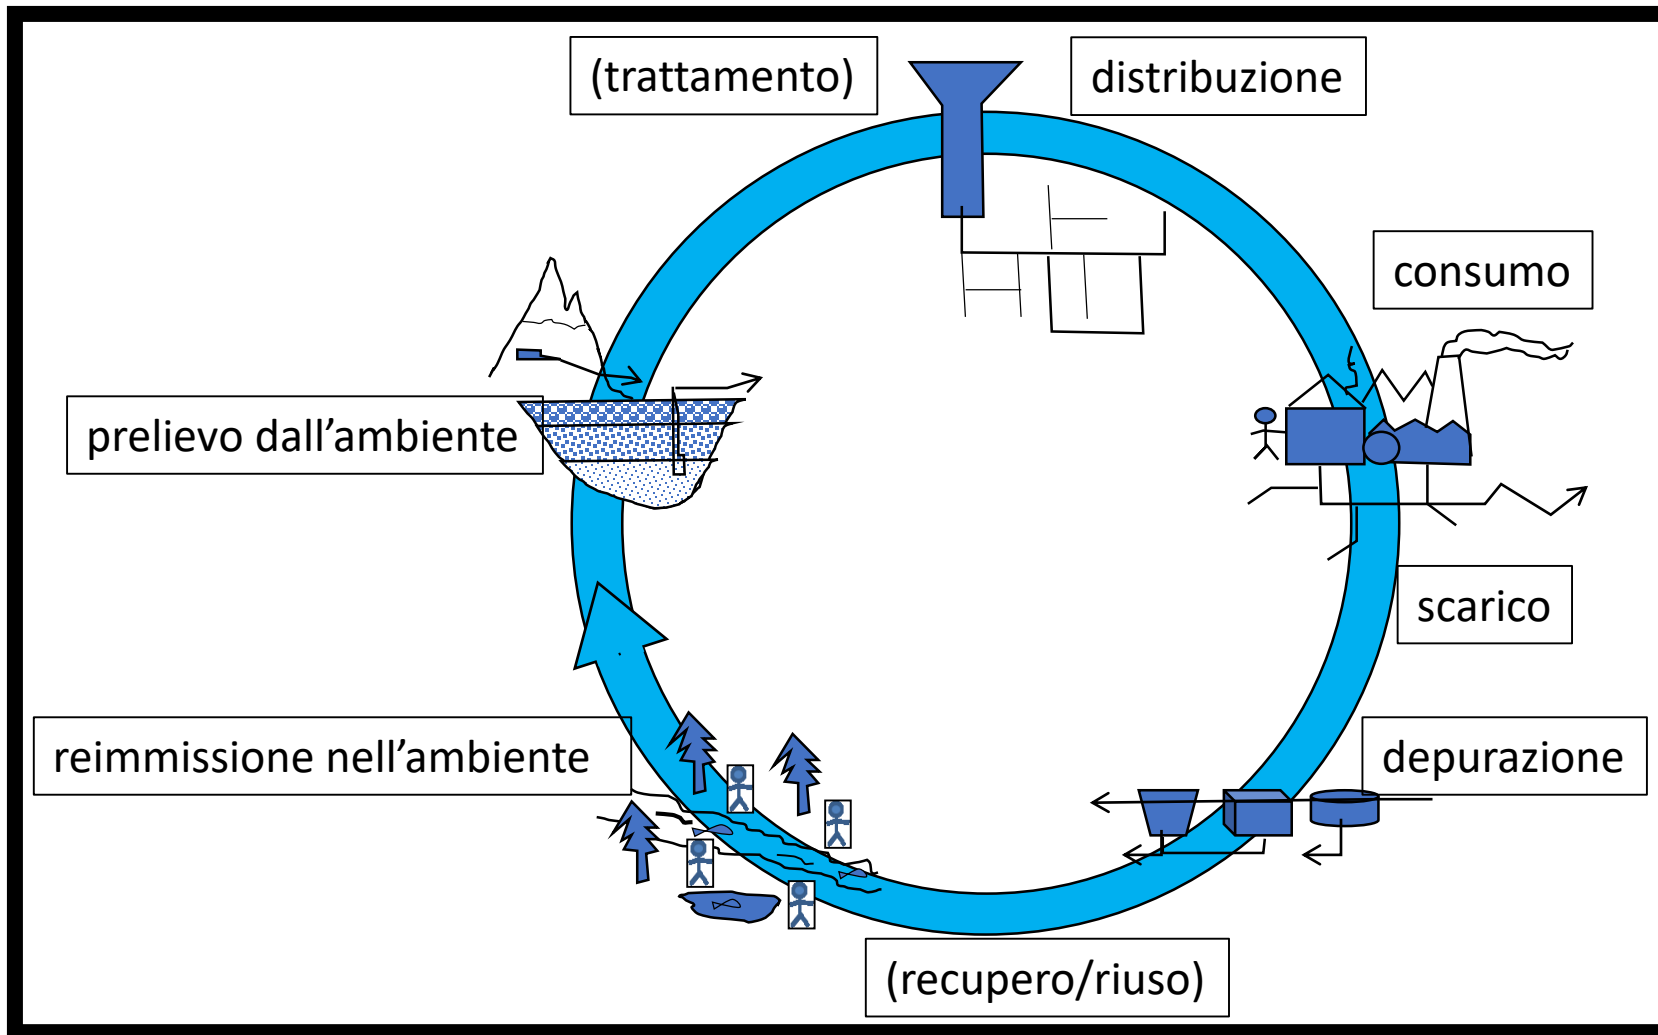 (trattamento)
distribuzione
consumo
prelievo dall’ambiente
scarico
reimmissione nell’ambiente
depurazione
(recupero/riuso)